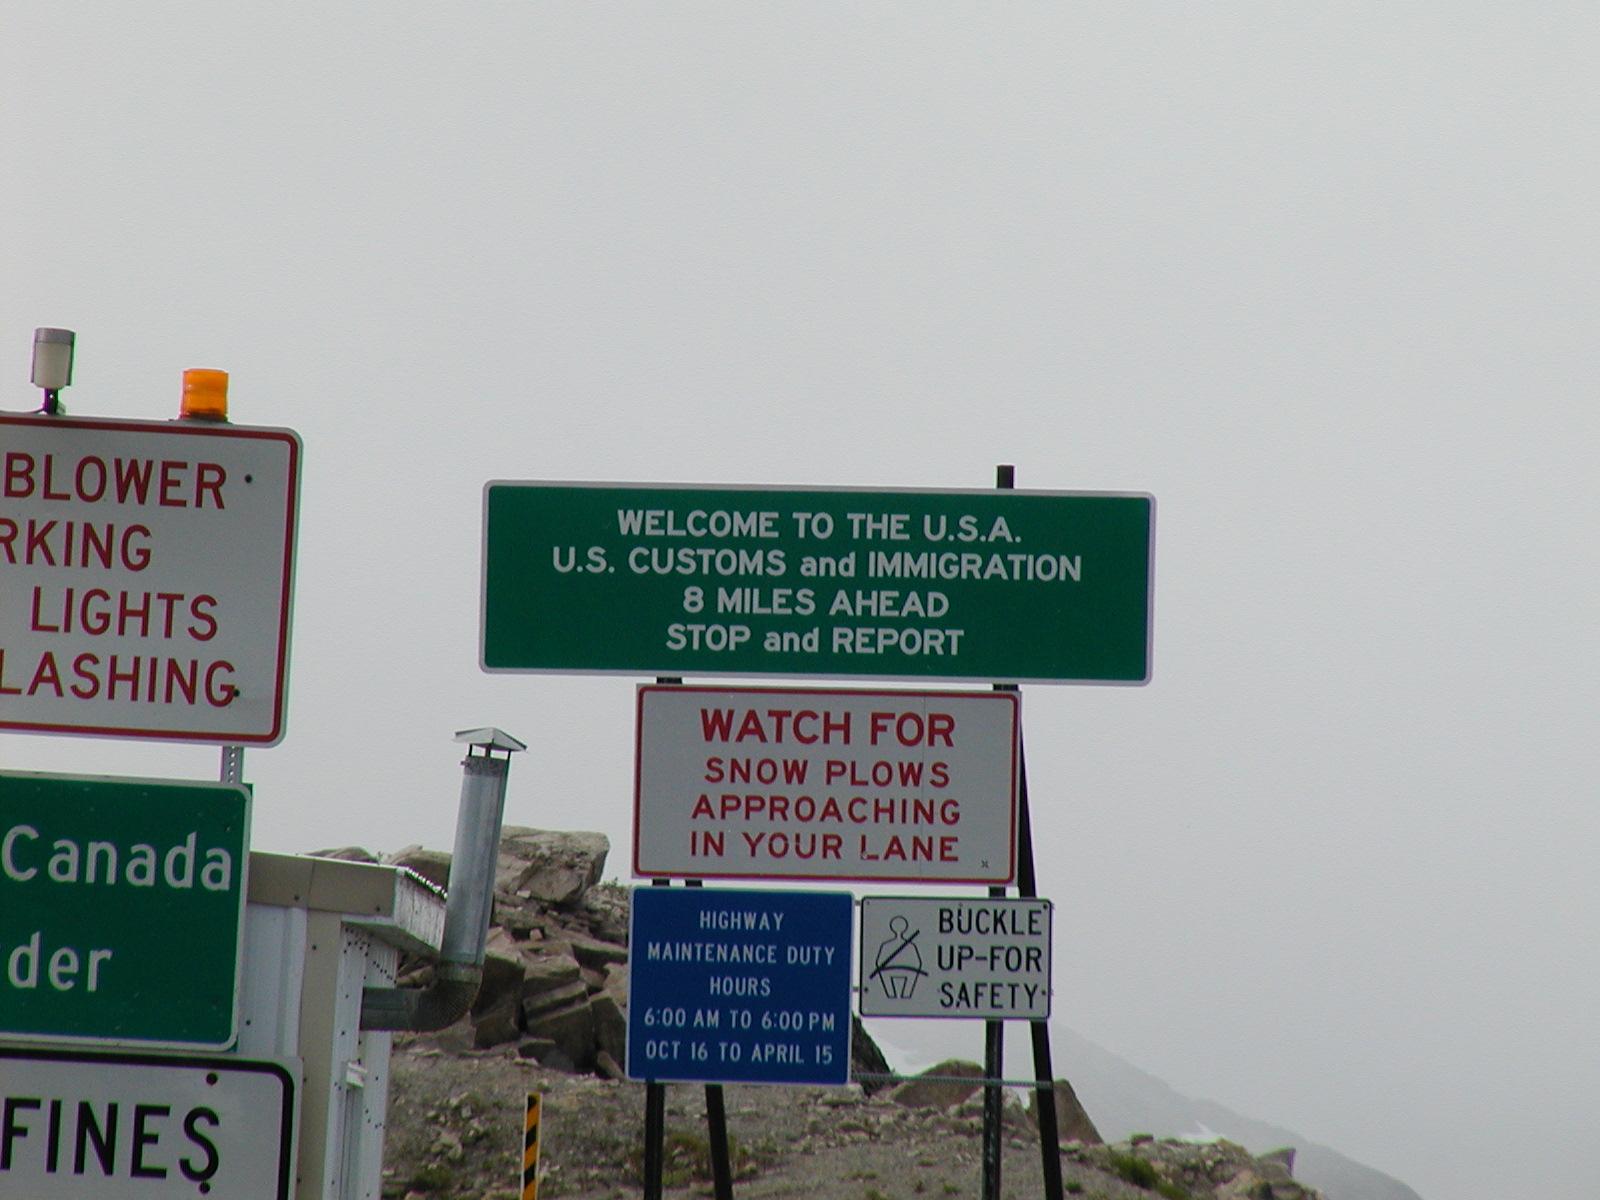 BLOWER
RKING
LIGHTS
LASHING
Canada
der
FINES
WELCOME TO THE U.S.A.
U.S. CUSTOMS and IMMIGRATION
8 MILES AHEAD
STOP and REPORT
WATCH FOR
SNOW PLOWS
APPROACHING
IN YOUR LANE
HIGHWAY
MAINTENANCE DUTY
HOURS
6:00 AM TO 6:00 PM
OCT 16 TO APRIL 15
BUCKLE
UP-FOR
SAFETY